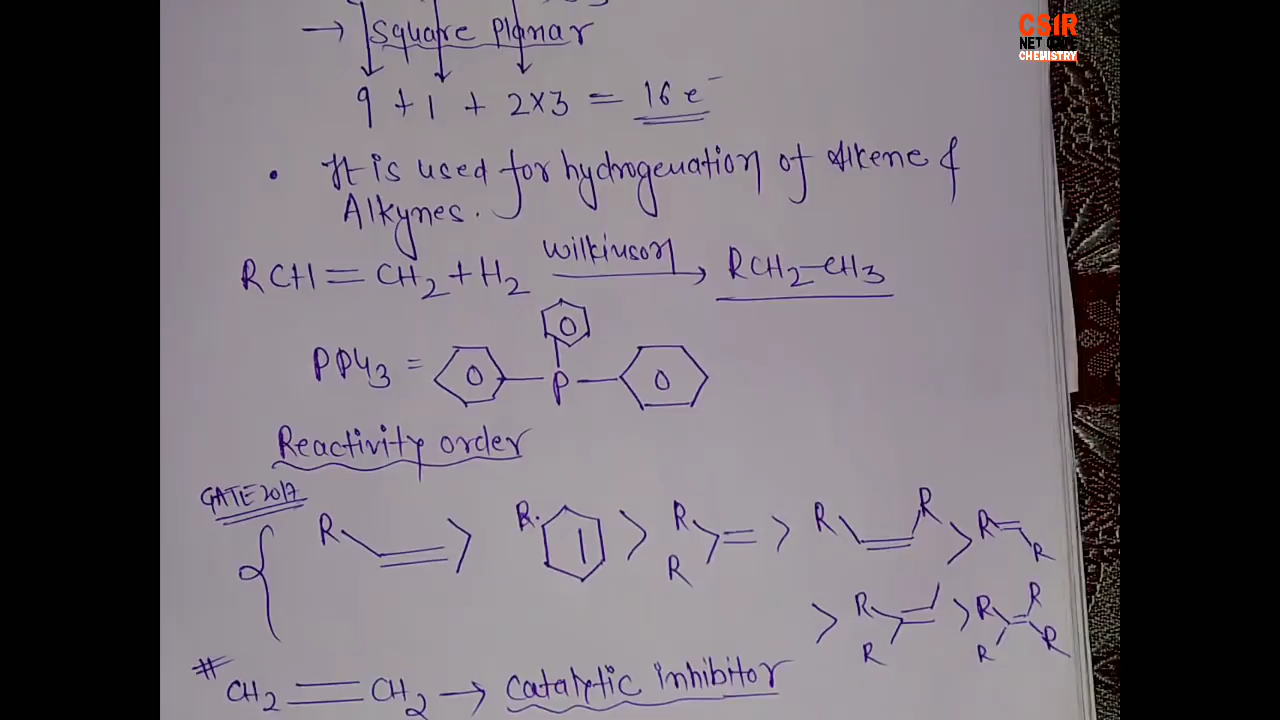 CSIR
NET GATE
CHEMISTRY
→ Square Planar
9 + 1 + 2×3 = 16 e⁻
• It is used for hydrogenation of Alkene &
Alkynes.
RCH=CH2 + H2 Wilkinson → RCH2-CH3
PPh3 = P
Reactivity order
GATE 2017
R > R > R R > R R > R R
> R R > R R R R
# CH2=CH2 → Catalytic inhibitor